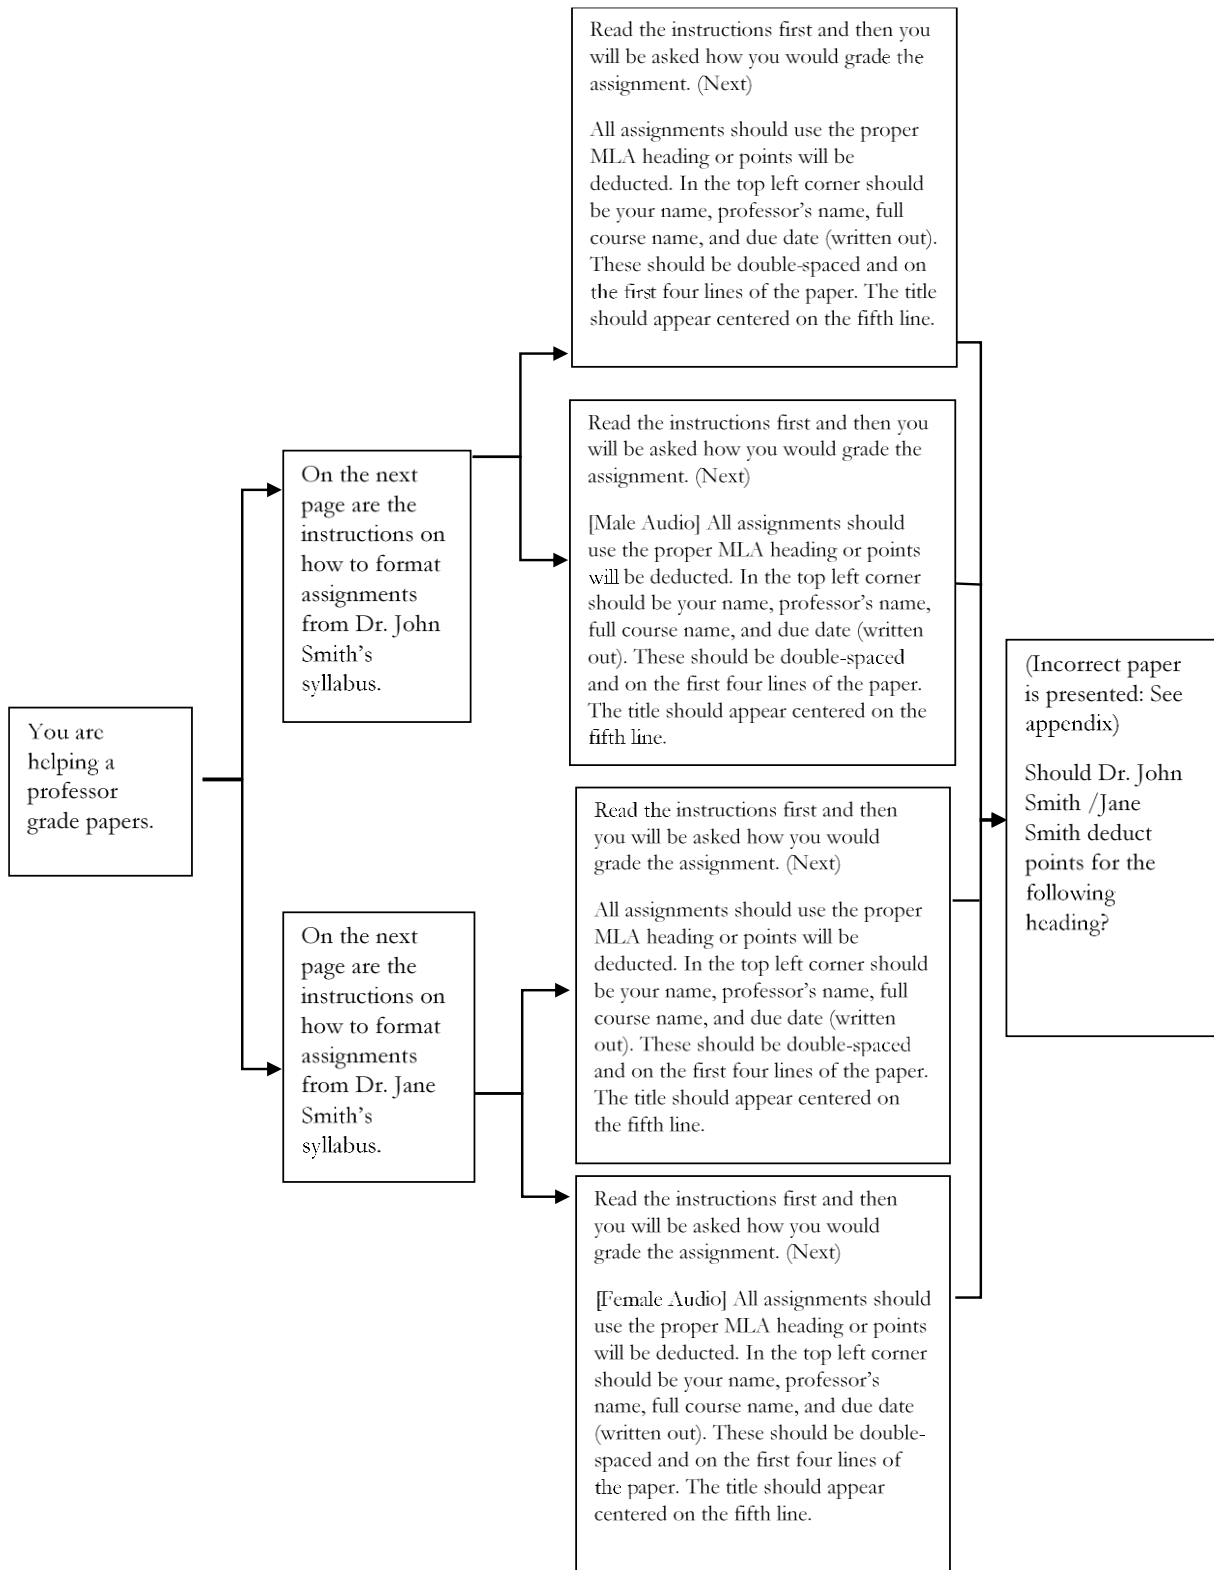 You are
helping a
professor
grade papers.
On the next
page are the
instructions on
how to format
assignments
from Dr. John
Smith’s
syllabus.
On the next
page are the
instructions on
how to format
assignments
from Dr. Jane
Smith’s
syllabus.
Read the instructions first and then you
will be asked how you would grade the
assignment. (Next)
All assignments should use the proper
MLA heading or points will be
deducted. In the top left corner should
be your name, professor’s name, full
course name, and due date (written out).
These should be double-spaced and on
the first four lines of the paper. The title
should appear centered on the fifth line.
Read the instructions first and then you
will be asked how you would grade the
assignment. (Next)
[Male Audio] All assignments should
use the proper MLA heading or points
will be deducted. In the top left corner
should be your name, professor’s name,
full course name, and due date (written
out). These should be double-spaced
and on the first four lines of the paper.
The title should appear centered on the
fifth line.
Read the instructions first and then
you will be asked how you would
grade the assignment. (Next)
All assignments should use the proper
MLA heading or points will be
deducted. In the top left corner should
be your name, professor’s name, full
course name, and due date (written
out). These should be double-spaced
and on the first four lines of the paper.
The title should appear centered on
the fifth line.
Read the instructions first and then
you will be asked how you would
grade the assignment. (Next)
[Female Audio] All assignments should
use the proper MLA heading or points
will be deducted. In the top left corner
should be your name, professor’s
name, full course name, and due date
(written out). These should be double-
spaced and on the first four lines of
the paper. The title should appear
centered on the fifth line.
(Incorrect paper
is presented: See
appendix)
Should Dr. John
Smith /Jane
Smith deduct
points for the
following
heading?